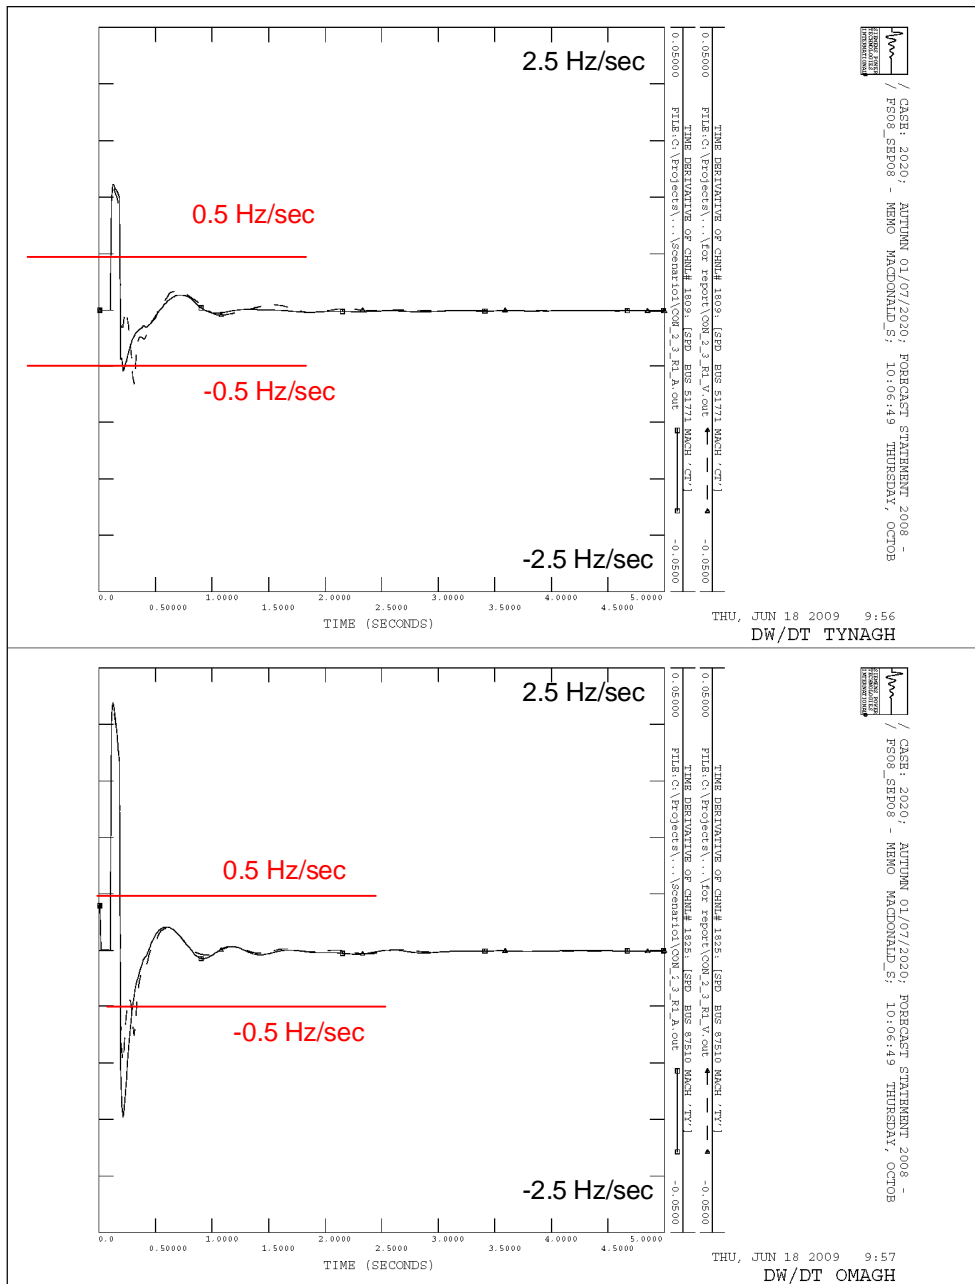 2.5 Hz/sec
0.5 Hz/sec
-0.5 Hz/sec
-2.5 Hz/sec
0.0
0.50000
1.0000
1.5000
2.0000
2.5000
3.0000
3.5000
4.0000
4.5000
5.0000
TIME (SECONDS)
0.05000
-0.0500
TIME DERIVATIVE OF CHNL# 1809: [SPD BUS 51771 MACH 'CT']
FILE:C:\Projects\...\Scenario1\CON_2_3_R1_A.out
0.05000
-0.0500
TIME DERIVATIVE OF CHNL# 1809: [SPD BUS 51771 MACH 'CT']
FILE:C:\Projects\...\for report\CON_2_3_R1_V.out
SIEMENS POWER
TECHNOLOGIES
INTERNATIONAL
CASE: 2020; AUTUMN 01/07/2020; FORECAST STATEMENT 2008 -
FS08_SEP08 - MEMO MACDONALD_S; 10:06:49 THURSDAY, OCTOB
THU, JUN 18 2009 9:56
DW/DT TYNAGH
2.5 Hz/sec
0.5 Hz/sec
-0.5 Hz/sec
-2.5 Hz/sec
0.0
0.50000
1.0000
1.5000
2.0000
2.5000
3.0000
3.5000
4.0000
4.5000
5.0000
TIME (SECONDS)
0.05000
-0.0500
TIME DERIVATIVE OF CHNL# 1825: [SPD BUS 87510 MACH 'TY']
FILE:C:\Projects\...\Scenario1\CON_2_3_R1_A.out
0.05000
-0.0500
TIME DERIVATIVE OF CHNL# 1825: [SPD BUS 87510 MACH 'TY']
FILE:C:\Projects\...\for report\CON_2_3_R1_V.out
SIEMENS POWER
TECHNOLOGIES
INTERNATIONAL
CASE: 2020; AUTUMN 01/07/2020; FORECAST STATEMENT 2008 -
FS08_SEP08 - MEMO MACDONALD_S; 10:06:49 THURSDAY, OCTOB
THU, JUN 18 2009 9:57
DW/DT OMAGH